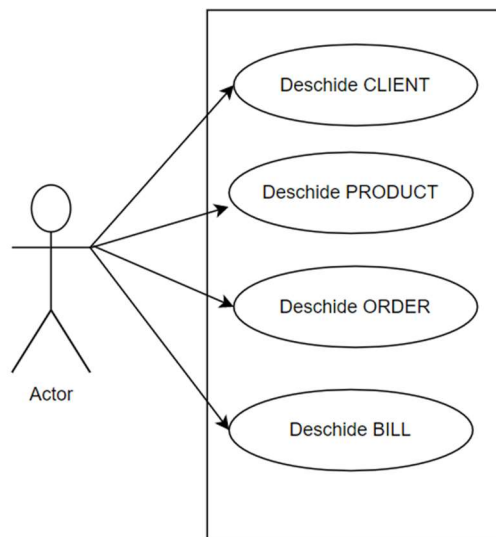 Deschide CLIENT
Deschide PRODUCT
Deschide ORDER
Actor
Deschide BILL